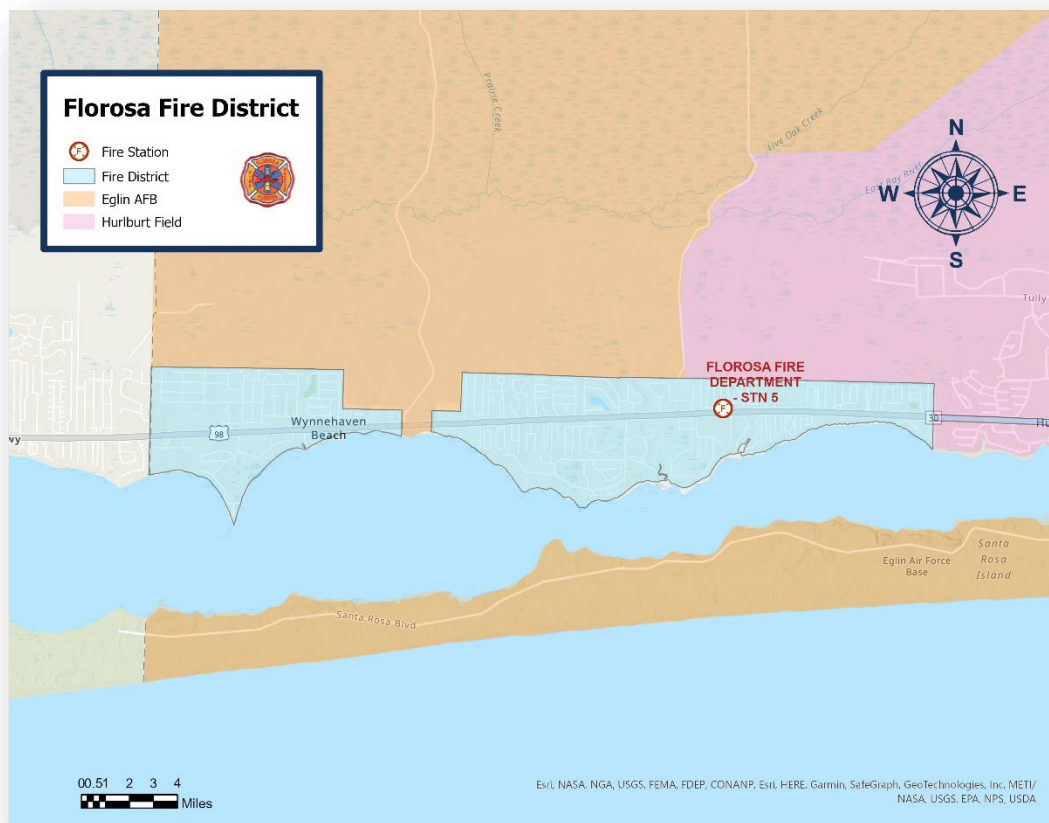 Florosa Fire District
F
Fire Station
Fire District
Eglin AFB
Hurlburt Field
FLOROSA
Prairie Creek
Live Oak Creek
East Bay River
N
W
E
S
Tully
FLOROSA FIRE
DEPARTMENT
- STN 5
F
Wynnehaven
Beach
98
30
wy
Hu
Eglin Air Force
Base
Santa
Rosa
Island
Santa Rosa Blvd
00.51 2 3 4
Miles
Esri, NASA, NGA, USGS, FEMA, FDEP, CONANP, Esri, HERE, Garmin, SafeGraph, GeoTechnologies, Inc, METI/
NASA, USGS, EPA, NPS, USDA